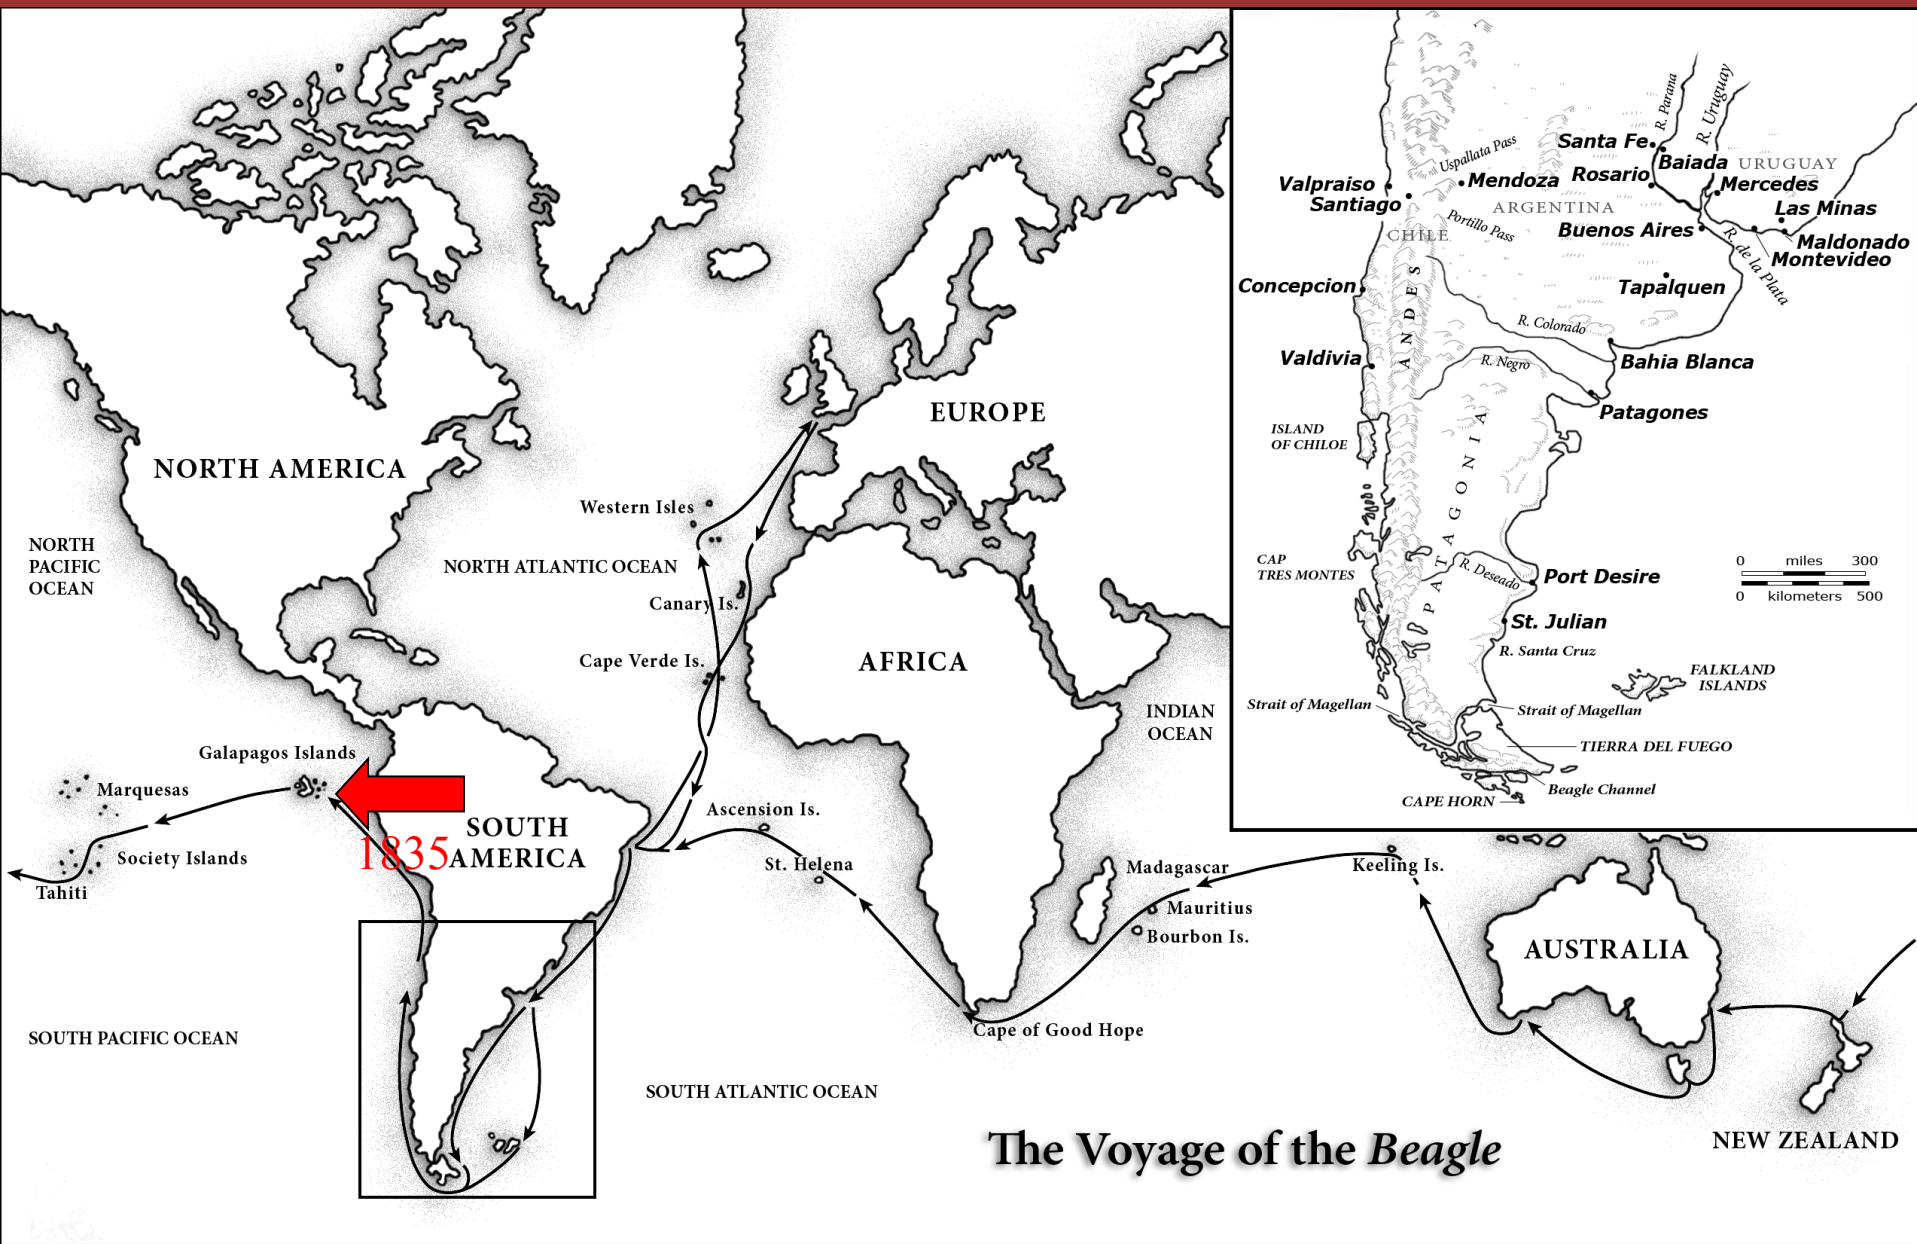 NORTH AMERICA
EUROPE
Western Isles
NORTH
PACIFIC
OCEAN
NORTH ATLANTIC OCEAN
Canary Is.
Cape Verde Is.
AFRICA
INDIAN
OCEAN
Galapagos Islands
Marquesas
Society Islands
Tahiti
1835
SOUTH
AMERICA
Ascension Is.
St. Helena
Madagascar
Mauritius
Bourbon Is.
Keeling Is.
AUSTRALIA
Cape of Good Hope
SOUTH PACIFIC OCEAN
SOUTH ATLANTIC OCEAN
NEW ZEALAND
The Voyage of the Beagle
R. Parana
R. Uruguay
Uspallata Pass
Santa Fe
Baiada
URUGUAY
Rosario
Mercedes
Valpraiso
Mendoza
Santiago
ARGENTINA
Las Minas
Portillo Pass
CHILE
Buenos Aires
Maldonado
Montevideo
R. de la Plata
Concepcion
Tapalquen
ANDES
R. Colorado
Valdivia
R. Negro
Bahia Blanca
Patagones
ISLAND
OF CHILOE
PATAGONIA
CAP
TRES MONTES
R. Deseado
Port Desire
0 miles 300
0 kilometers 500
St. Julian
R. Santa Cruz
FALKLAND
ISLANDS
Strait of Magellan
Strait of Magellan
TIERRA DEL FUEGO
Beagle Channel
CAPE HORN